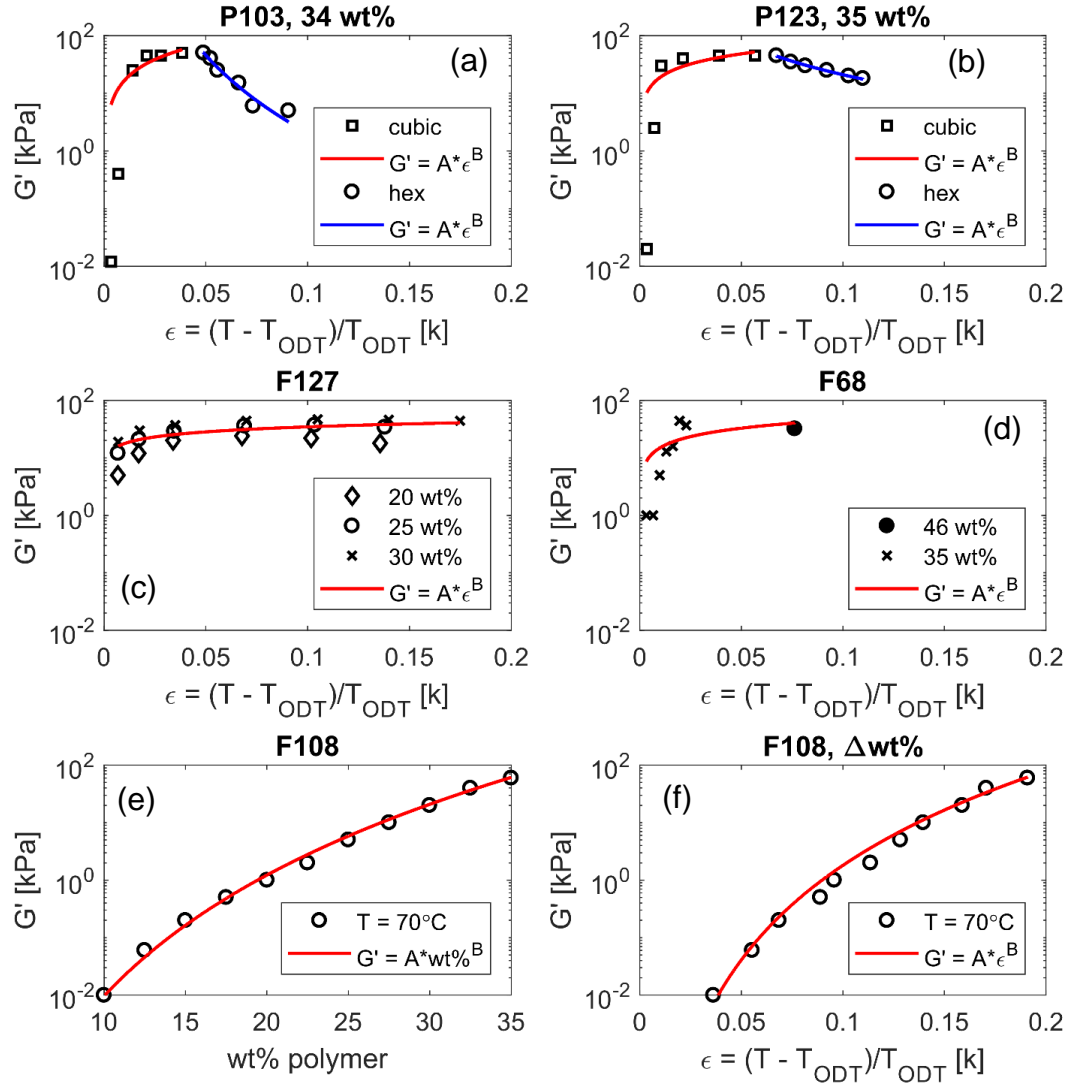 P103, 34 wt%
(a)
G' [kPa]
10^2
10^0
10^-2
cubic
G' = A*ϵ^B
hex
G' = A*ϵ^B
0 0.05 0.1 0.15 0.2
ϵ = (T - T_ODT)/T_ODT [k]
P123, 35 wt%
(b)
G' [kPa]
10^2
10^0
10^-2
cubic
G' = A*ϵ^B
hex
G' = A*ϵ^B
0 0.05 0.1 0.15 0.2
ϵ = (T - T_ODT)/T_ODT [k]
F127
G' [kPa]
10^2
10^0
10^-2
20 wt%
25 wt%
30 wt%
G' = A*ϵ^B
(c)
0 0.05 0.1 0.15 0.2
ϵ = (T - T_ODT)/T_ODT [k]
F68
(d)
G' [kPa]
10^2
10^0
10^-2
46 wt%
35 wt%
G' = A*ϵ^B
0 0.05 0.1 0.15 0.2
ϵ = (T - T_ODT)/T_ODT [k]
F108
(e)
G' [kPa]
10^2
10^0
10^-2
T = 70°C
G' = A*wt%^B
10 15 20 25 30 35
wt% polymer
F108, Δwt%
(f)
G' [kPa]
10^2
10^0
10^-2
T = 70°C
G' = A*ϵ^B
0 0.05 0.1 0.15 0.2
ϵ = (T - T_ODT)/T_ODT [k]